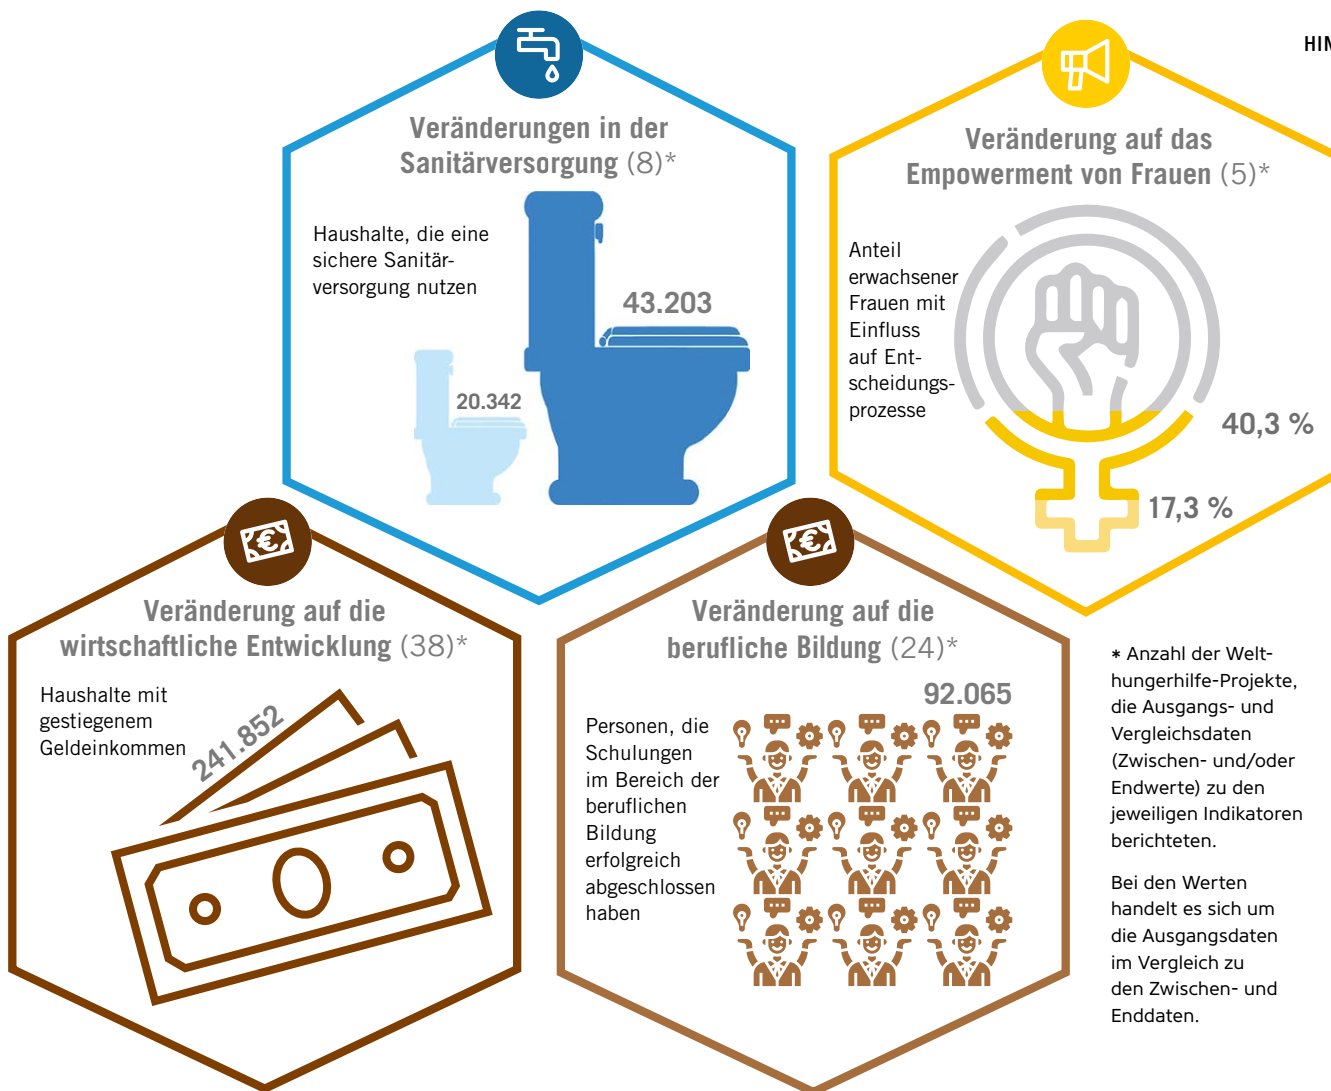 HIN
Veränderungen in der
Sanitärversorgung (8)*
Haushalte, die eine
sichere Sanitär-
versorgung nutzen
43.203
20.342
Veränderung auf das
Empowerment von Frauen (5)*
Anteil
erwachsener
Frauen mit
Einfluss
auf Ent-
scheidungs-
prozesse
40,3 %
17,3 %
Veränderung auf die
wirtschaftliche Entwicklung (38)*
Haushalte mit
gestiegenem
Geldeinkommen
241.852
Veränderung auf die
berufliche Bildung (24)*
92.065
Personen, die
Schulungen
im Bereich der
beruflichen
Bildung
erfolgreich
abgeschlossen
haben
* Anzahl der Welt-
hungerhilfe-Projekte,
die Ausgangs- und
Vergleichsdaten
(Zwischen- und/oder
Endwerte) zu den
jeweiligen Indikatoren
berichteten.
Bei den Werten
handelt es sich um
die Ausgangsdaten
im Vergleich zu
den Zwischen- und
Enddaten.